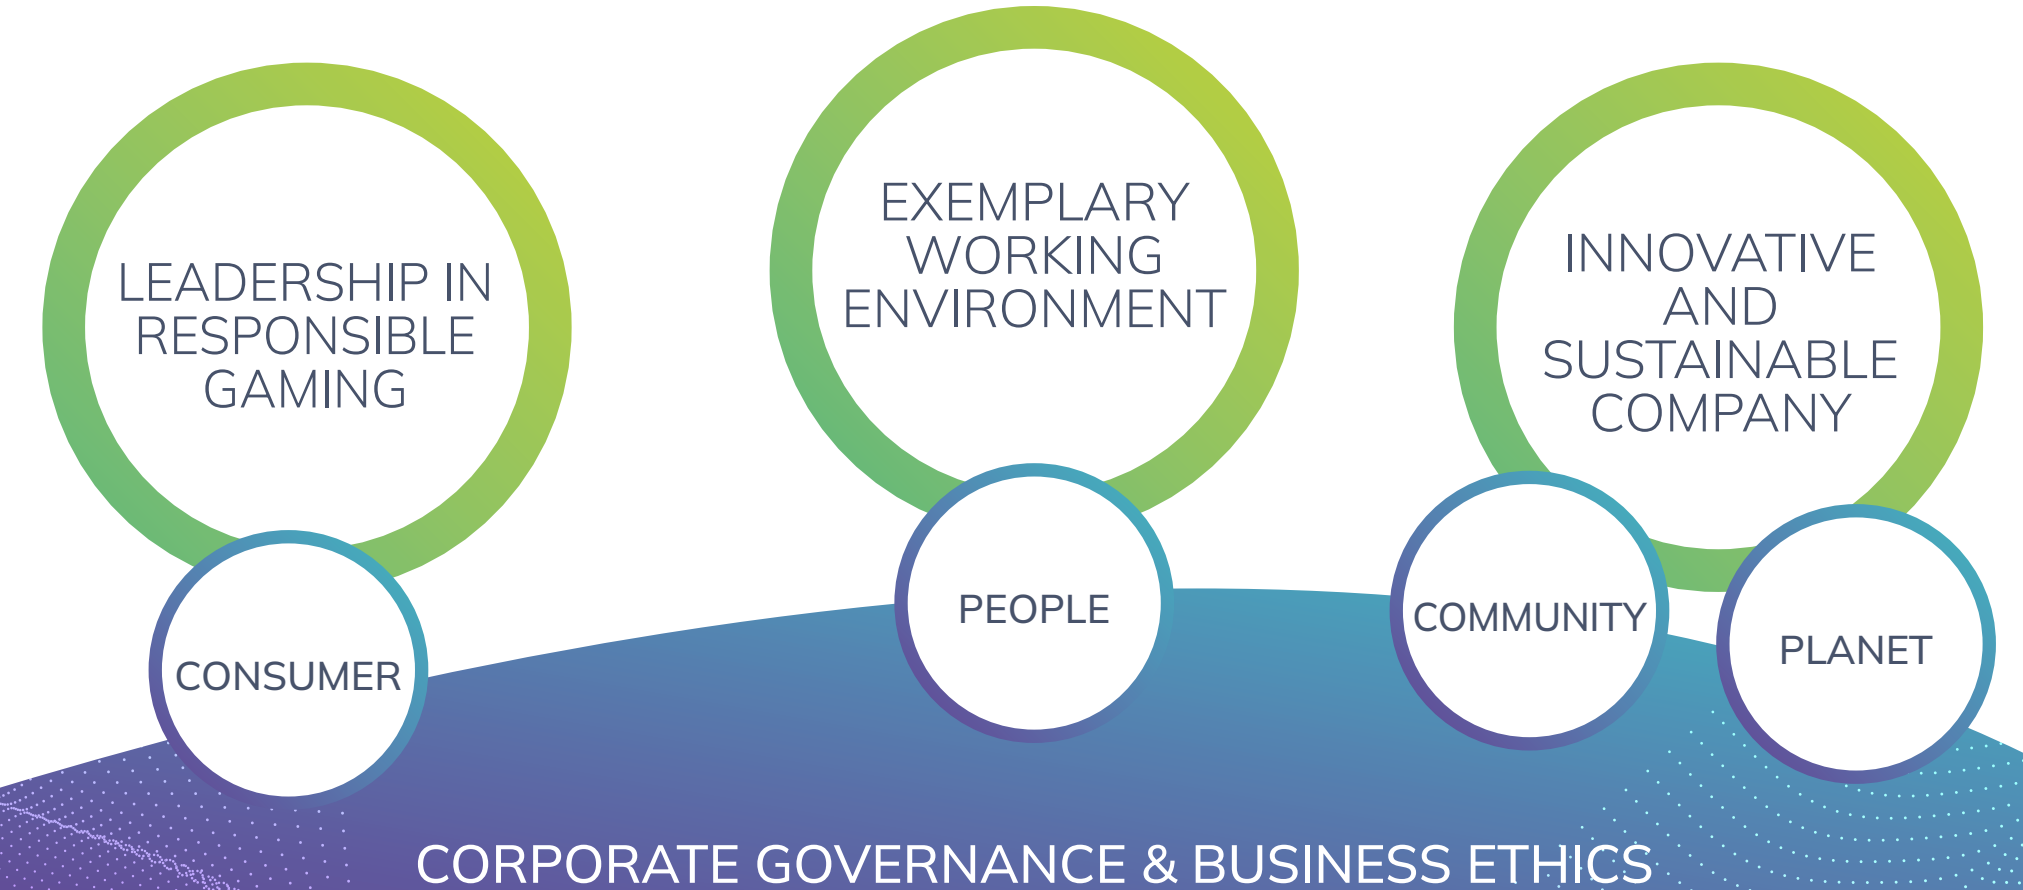 LEADERSHIP IN
RESPONSIBLE
GAMING
CONSUMER
EXEMPLARY
WORKING
ENVIRONMENT
PEOPLE
INNOVATIVE
AND
SUSTAINABLE
COMPANY
COMMUNITY
PLANET
CORPORATE GOVERNANCE & BUSINESS ETHICS